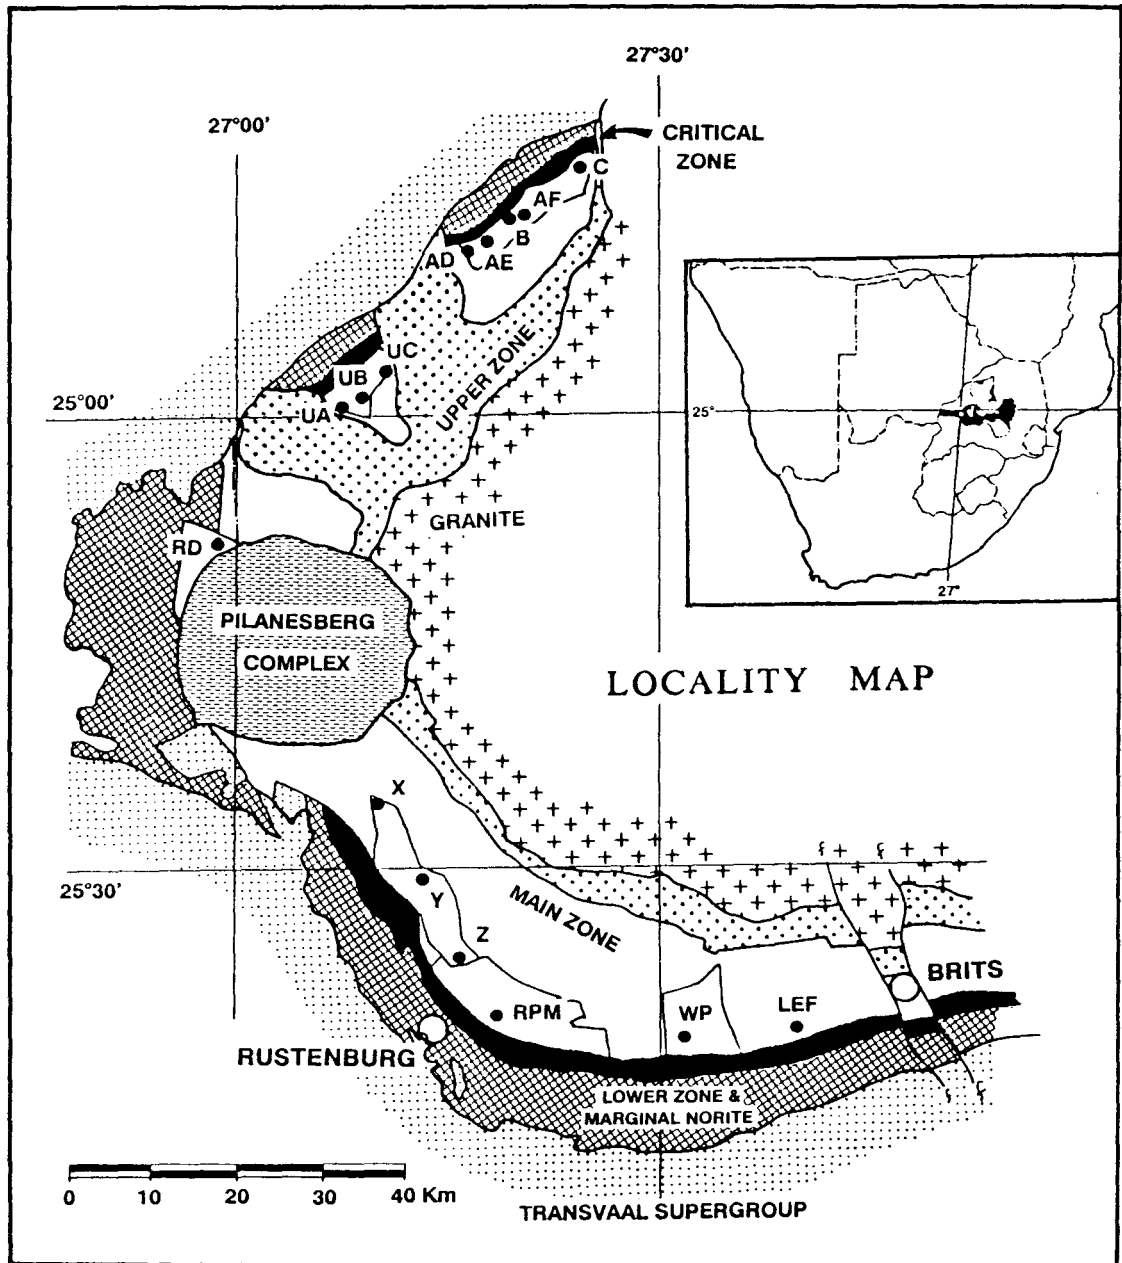 27°30'
27°00'
CRITICAL
ZONE
C
AF
B
AD
AE
UC
UB
UA
UPPER ZONE
25°00'
25°
27°
GRANITE
RD
PILANESBERG
COMPLEX
LOCALITY MAP
X
25°30'
Y
MAIN ZONE
Z
f
f
BRITS
RPM
WP
LEF
RUSTENBURG
LOWER ZONE &
MARGINAL NORITE
f
f
0 10 20 30 40 Km
TRANSVAAL SUPERGROUP